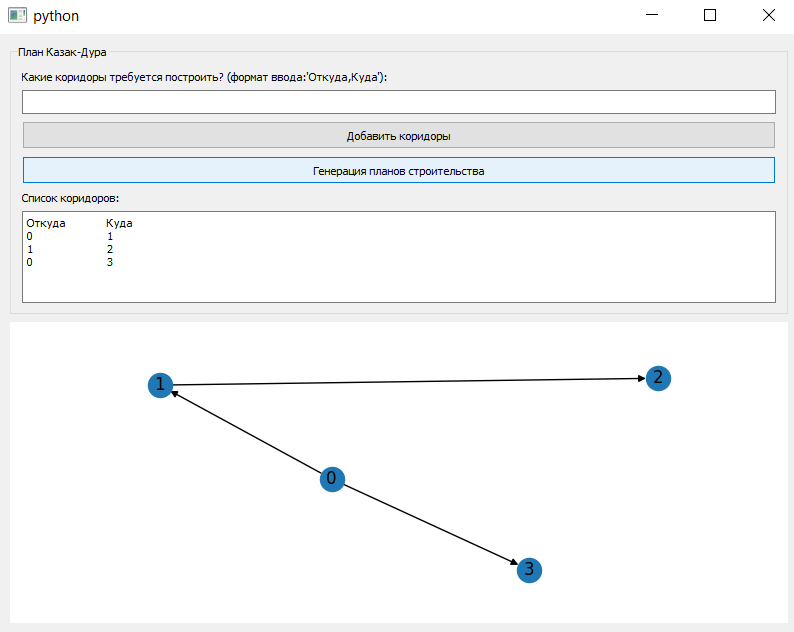 python
План Казак-Дура
Какие коридоры требуется построить? (формат ввода:'Откуда,Куда'):
Добавить коридоры
Генерация планов строительства
Список коридоров:
Откуда Куда
0 1
1 2
0 3
1
2
0
3